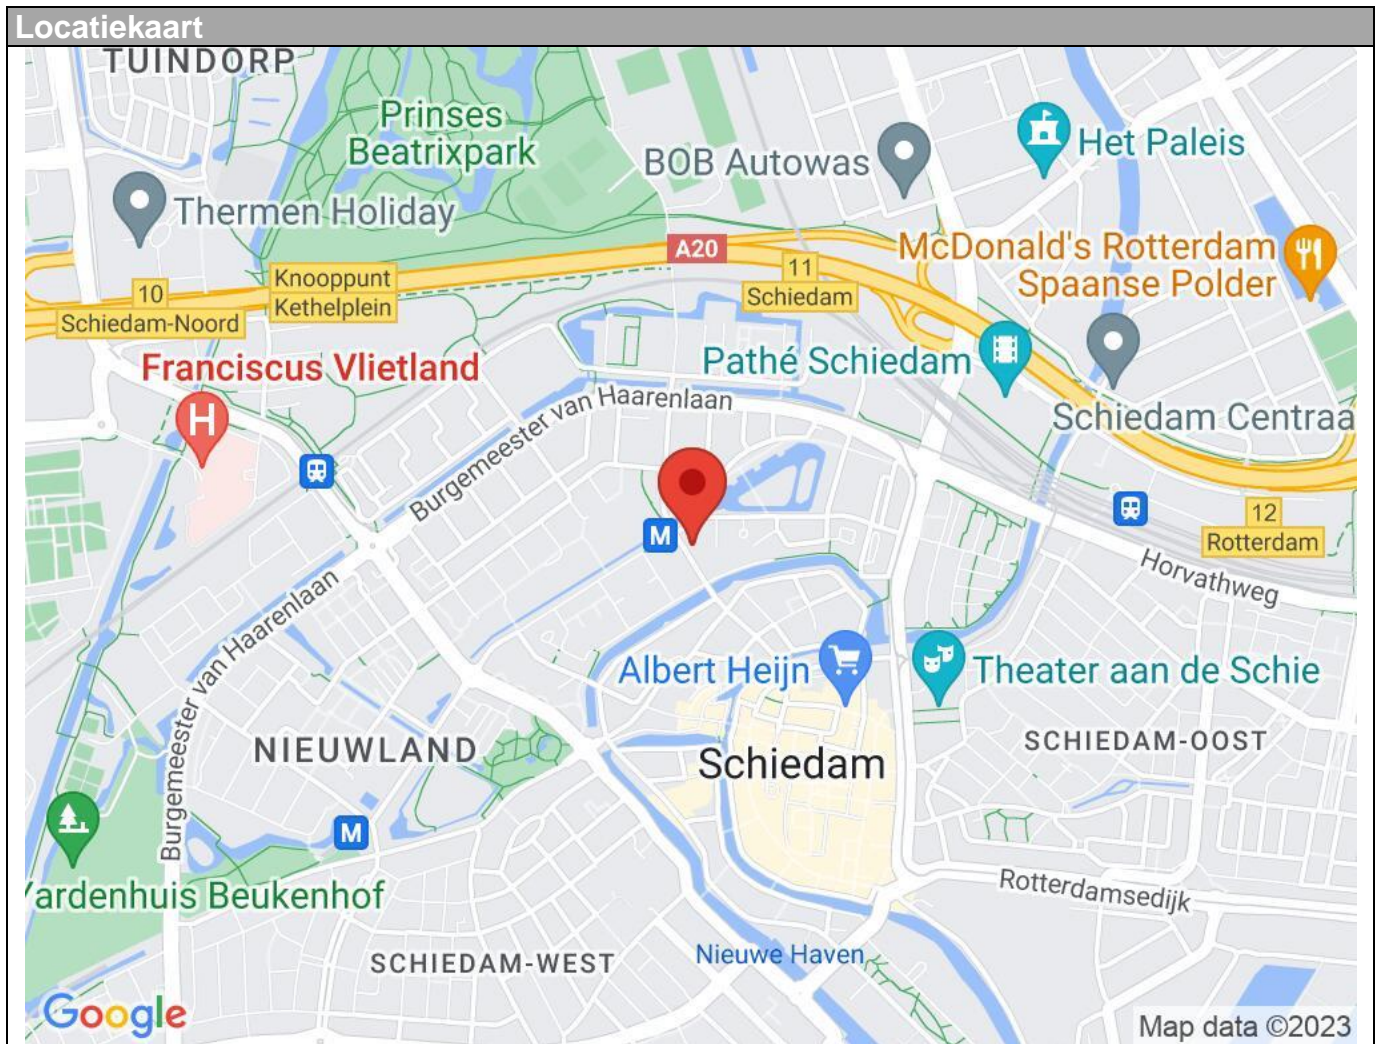 Locatiekaart
TUINDORP
Prinses
Beatrixpark
BOB Autowas
Het Paleis
Thermen Holiday
A20
McDonald's Rotterdam
Spaanse Polder
10
Schiedam-Noord
Knooppunt
Kethelplein
11
Schiedam
Franciscus Vlietland
H
Pathé Schiedam
Burgemeester van Haarenlaan
Schiedam Centraa
M
12
Rotterdam
Horvathweg
Burgemeester van Haarenlaan
Albert Heijn
Theater aan de Schie
NIEUWLAND
Schiedam
SCHIEDAM-OOST
M
ardenhuis Beukenhof
Rotterdamsedijk
SCHIEDAM-WEST
Nieuwe Haven
Google
Map data ©2023